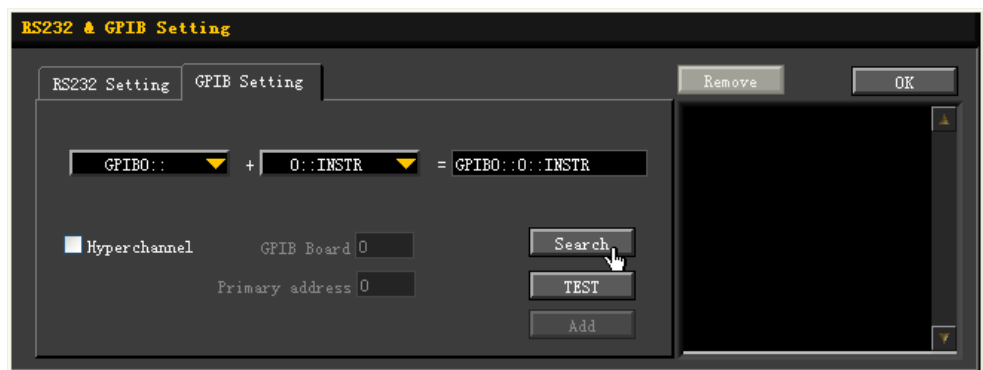 RS232 & GPIB Setting
RS232 Setting GPIB Setting Remove OK
GPIB0:: + 0::INSTR = GPIB0::0::INSTR
Hyperchannel GPIB Board 0 Search
Primary address 0 TEST
Add